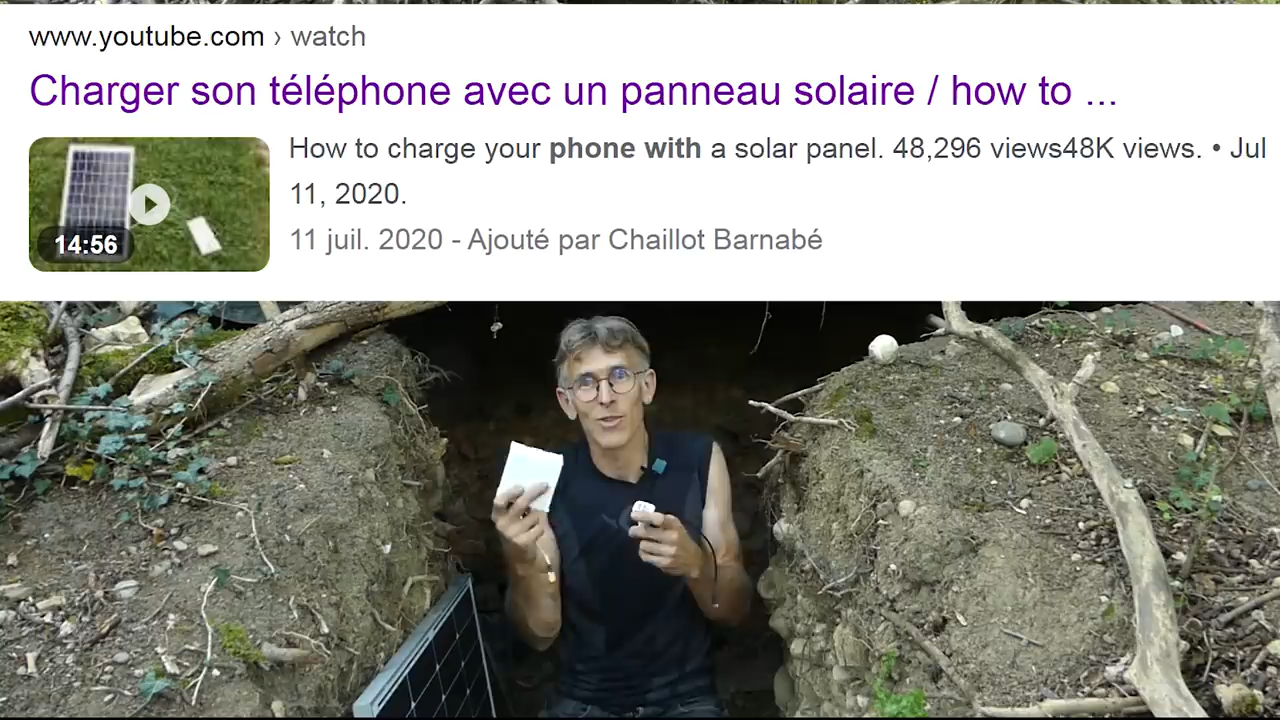 www.youtube.com › watch
Charger son téléphone avec un panneau solaire / how to ...
How to charge your phone with a solar panel. 48,296 views48K views. • Jul
11, 2020.
14:56
11 juil. 2020 - Ajouté par Chaillot Barnabé